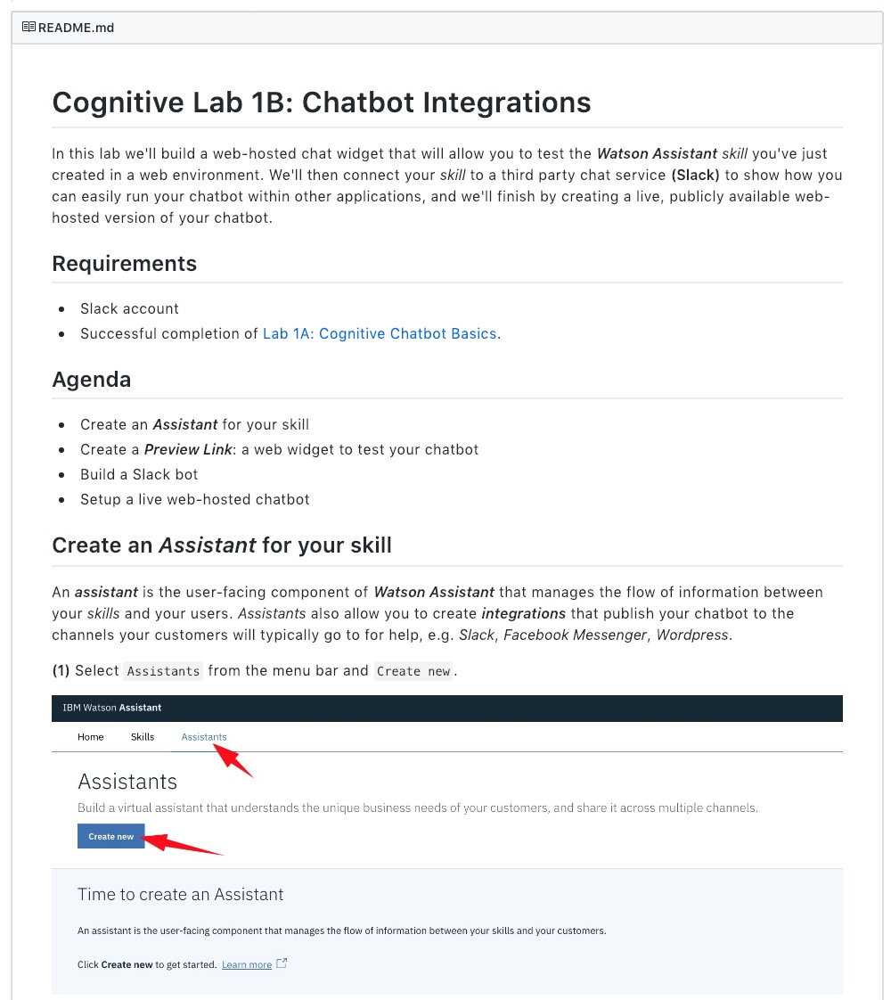 README.md
Cognitive Lab 1B: Chatbot Integrations
In this lab we'll build a web-hosted chat widget that will allow you to test the Watson Assistant skill you've just
created in a web environment. We'll then connect your skill to a third party chat service (Slack) to show how you
can easily run your chatbot within other applications, and we'll finish by creating a live, publicly available web-
hosted version of your chatbot.
Requirements
• Slack account
• Successful completion of Lab 1A: Cognitive Chatbot Basics.
Agenda
• Create an Assistant for your skill
• Create a Preview Link: a web widget to test your chatbot
• Build a Slack bot
• Setup a live web-hosted chatbot
Create an Assistant for your skill
An assistant is the user-facing component of Watson Assistant that manages the flow of information between
your skills and your users. Assistants also allow you to create integrations that publish your chatbot to the
channels your customers will typically go to for help, e.g. Slack, Facebook Messenger, Wordpress.
(1) Select Assistants from the menu bar and Create new.
IBM Watson Assistant
Home Skills Assistants
Assistants
Build a virtual assistant that understands the unique business needs of your customers, and share it across multiple channels.
Create new
Time to create an Assistant
An assistant is the user-facing component that manages the flow of information between your skills and your customers.
Click Create new to get started. Learn more